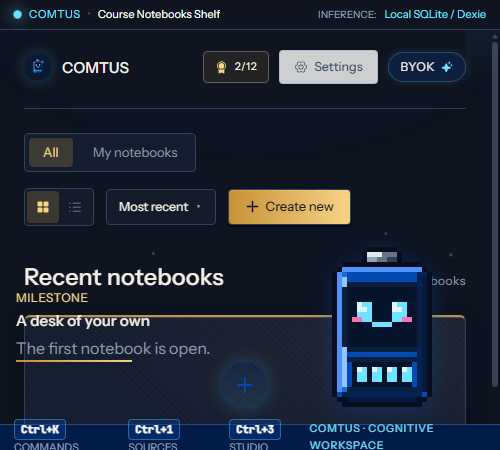 COMTUS · Course Notebooks Shelf
INFERENCE: Local SQLite / Dexie
COMTUS
2/12
Settings
BYOK
All
My notebooks
Most recent
Create new
Recent notebooks
books
MILESTONE
A desk of your own
The first notebook is open.
Ctrl+K
Ctrl+1
Ctrl+3
COMTUS · COGNITIVE
WORKSPACE
COMMANDS
SOURCES
STUDIO